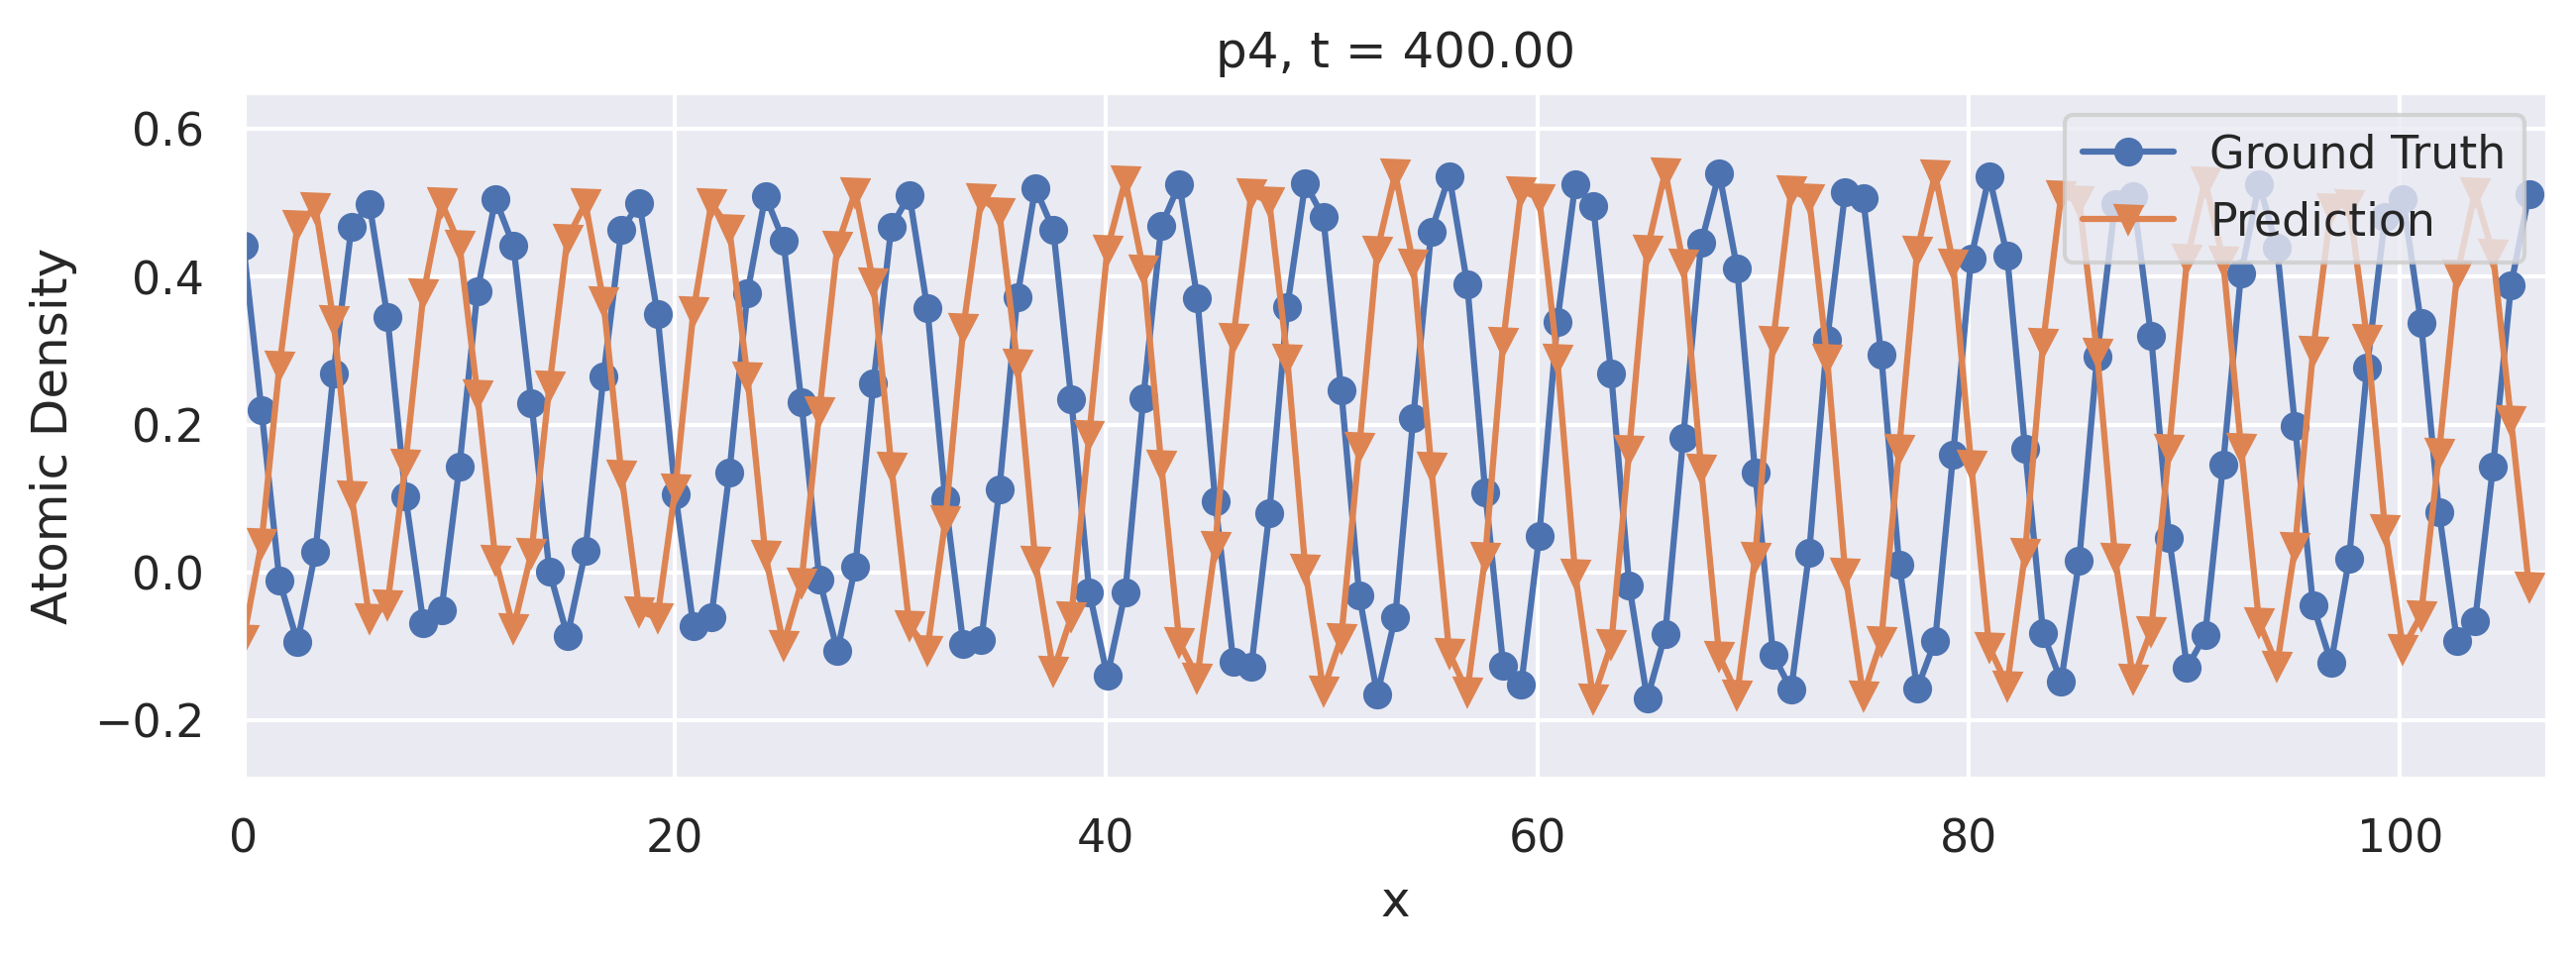 p4, t = 400.00
0.6
0.4
0.2
0.0
−0.2
Atomic Density
Ground Truth
Prediction
0 20 40 60 80 100
x